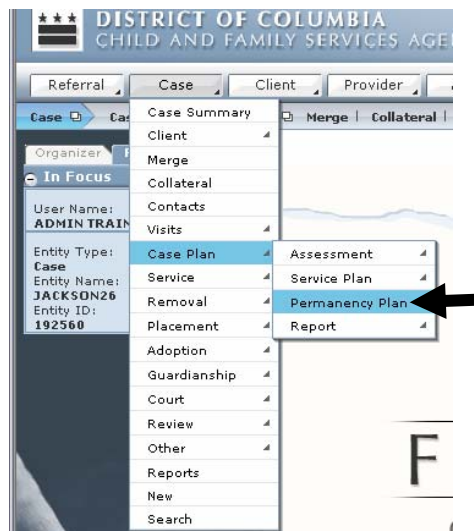 DISTRICT OF COLUMBIA
CHILD AND FAMILY SERVICES AGE
Referral Case Client Provider
Case Cas Merge | Collateral |
Organizer
In Focus
User Name:
ADMIN TRAIN
Entity Type:
Case
Entity Name:
JACKSON26
Entity ID:
192560
Case Summary
Client
Merge
Collateral
Contacts
Visits
Case Plan
Service
Removal
Placement
Adoption
Guardianship
Court
Review
Other
Reports
New
Search
Assessment
Service Plan
Permanency Plan
Report
F